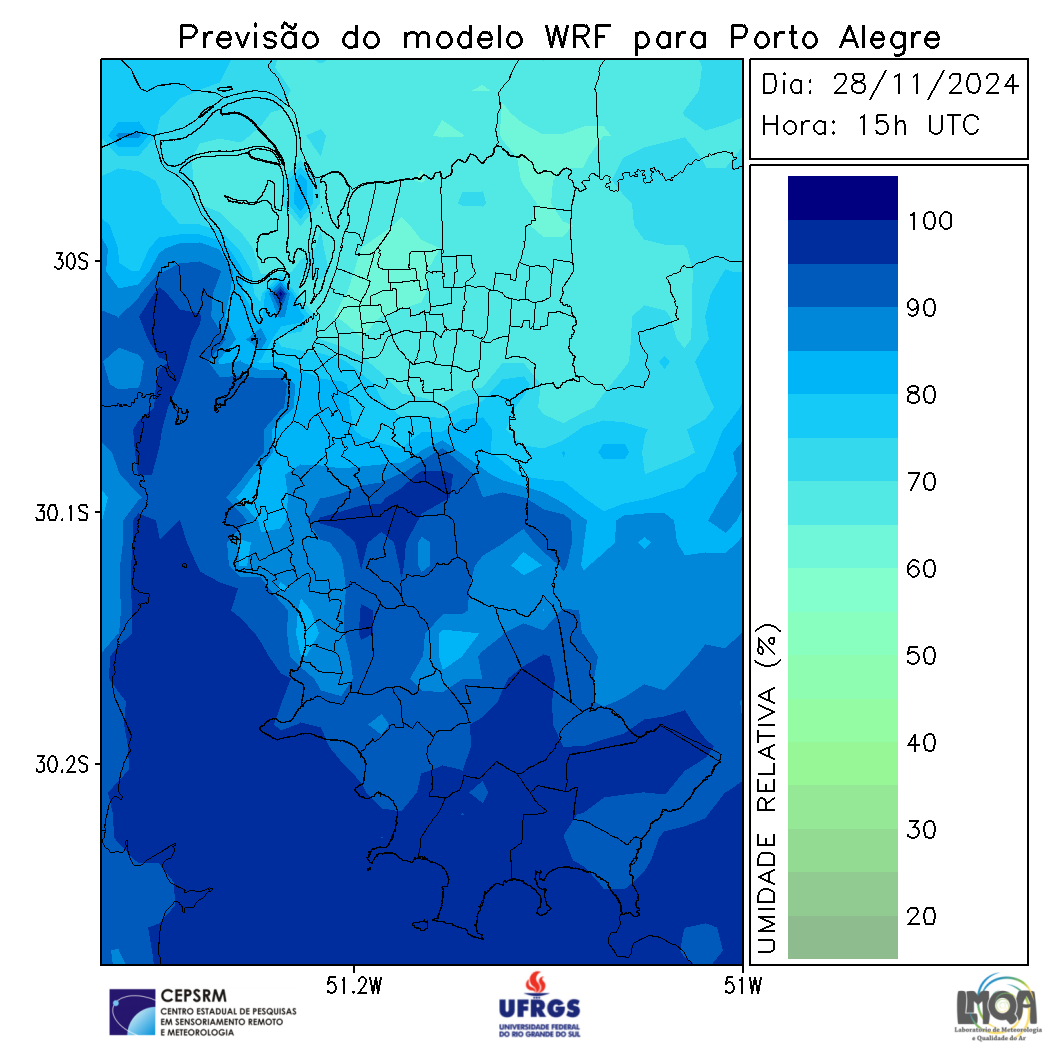 Previsão do modelo WRF para Porto Alegre
Dia: 28/11/2024
Hora: 15h UTC
100
90
80
70
60
50
40
30
20
UMIDADE RELATIVA (%)
30S
30.1S
30.2S
51.2W
51W
CEPSRM
CENTRO ESTADUAL DE PESQUISAS
EM SENSORIAMENTO REMOTO
E METEOROLOGIA
UFRGS
UNIVERSIDADE FEDERAL
DO RIO GRANDE DO SUL
LMQA
Laboratório de Meteorologia
e Qualidade do Ar